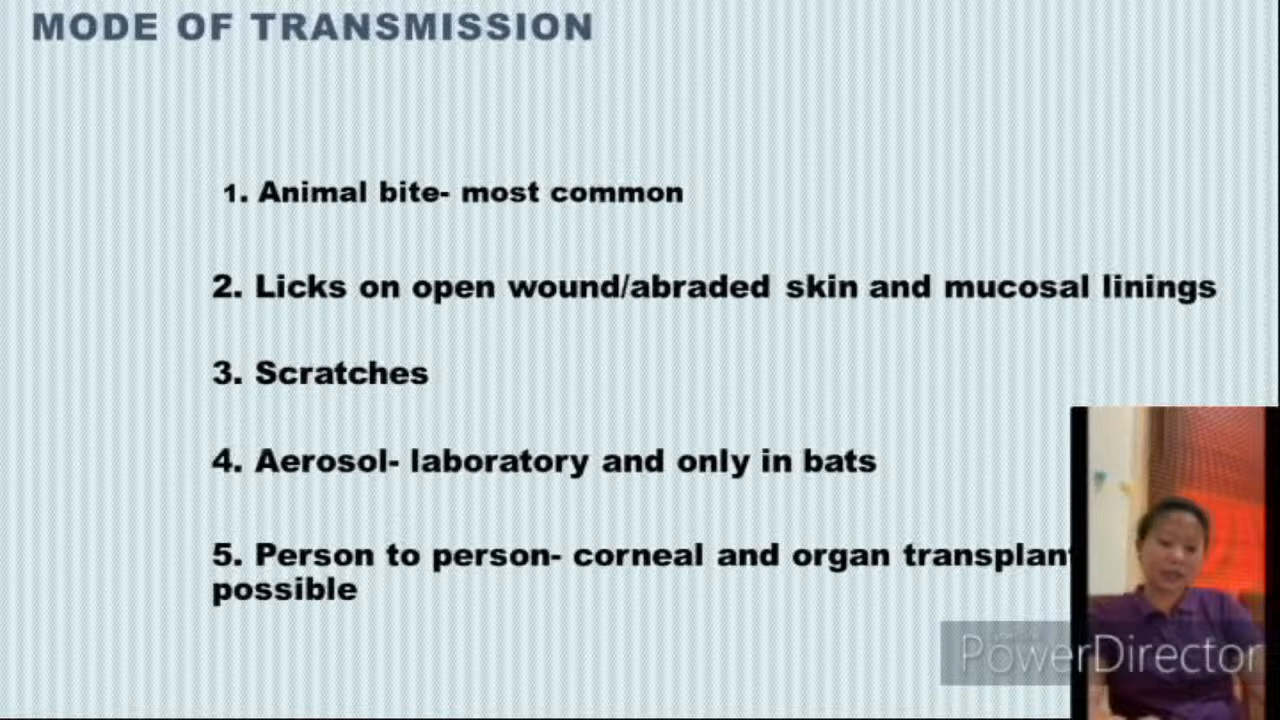 MODE OF TRANSMISSION
1. Animal bite- most common
2. Licks on open wound/abraded skin and mucosal linings
3. Scratches
4. Aerosol- laboratory and only in bats
5. Person to person- corneal and organ transplant
possible
PowerDirector